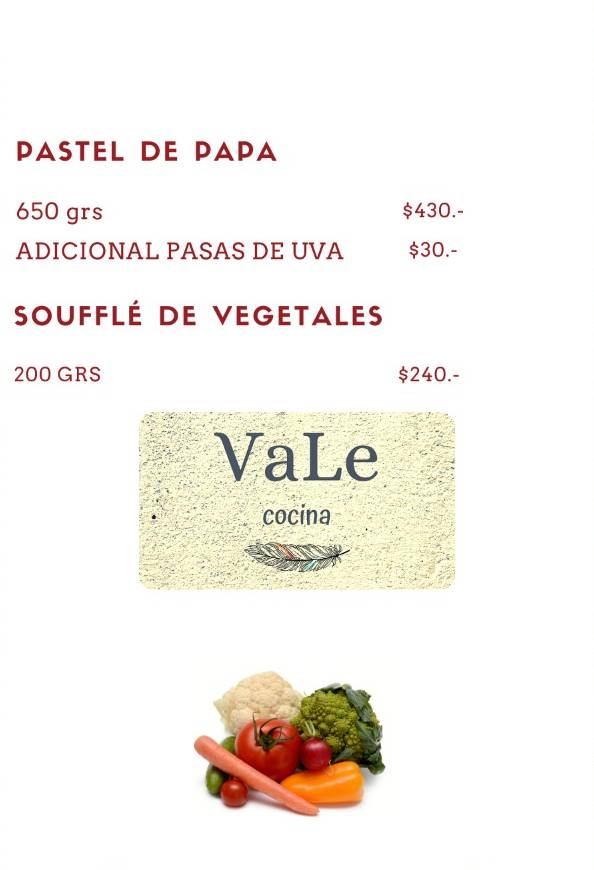 PASTEL DE PAPA
650 grs $430.-
ADICIONAL PASAS DE UVA $30.-
SOUFFLÉ DE VEGETALES
200 GRS $240.-
VaLe
cocina